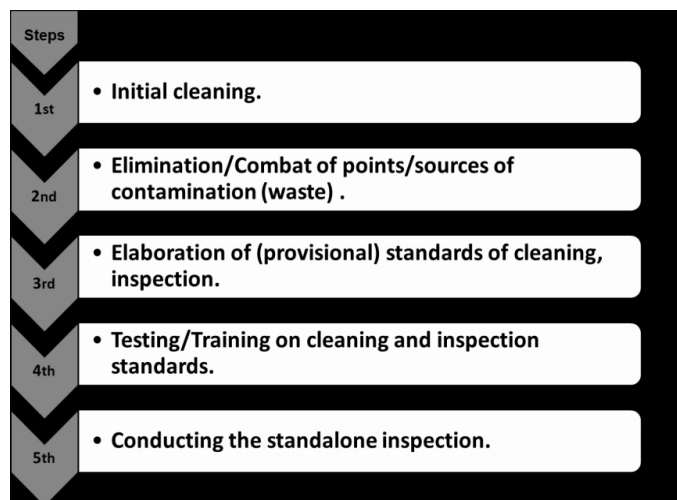 Steps
1st
• Initial cleaning.
2nd
• Elimination/Combat of points/sources of
contamination (waste) .
3rd
• Elaboration of (provisional) standards of cleaning,
inspection.
4th
• Testing/Training on cleaning and inspection
standards.
5th
• Conducting the standalone inspection.